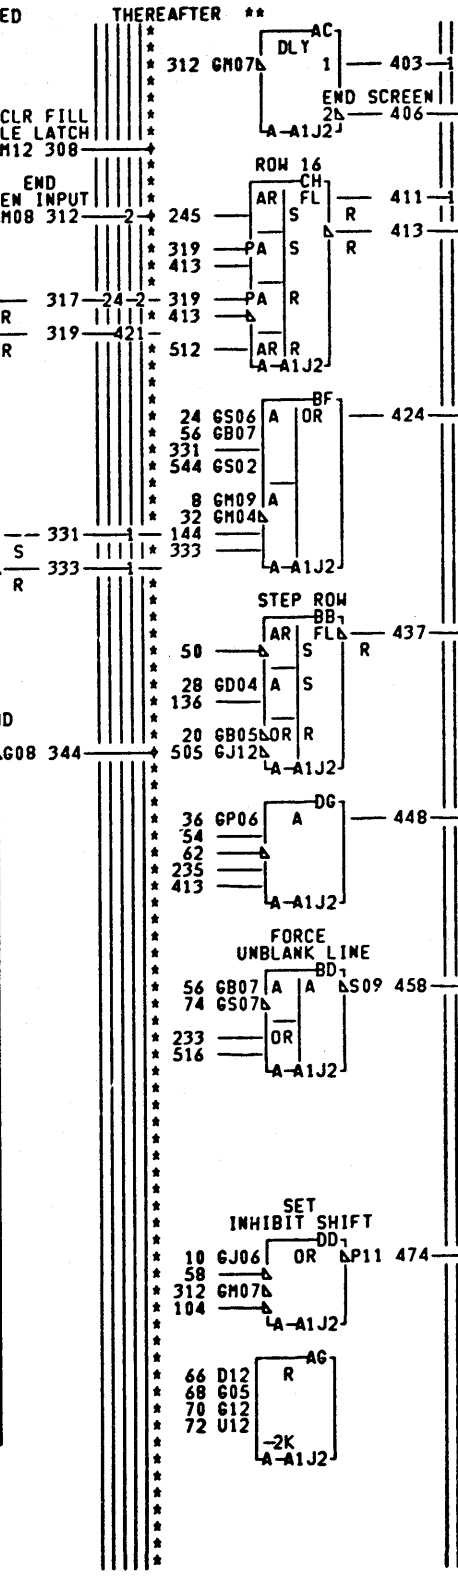 ED THEREAFTER **
AC
DLY
312 GM07 1 403 1
END SCREEN
CLR FILL 2 406
LE LATCH A-A1J2
M12 308
ROW 16
END CH
EN INPUT AR FL 411 1
M08 312 2 245 S R
413
319 PA S R
413
317 24 2 319 PA R
R 413
319 421
R 512 AR R
A-A1J2
BF
24 GS06 A OR 424
56 GB07
331
544 GS02
8 GM09 A
32 GM04
331 1 144
S 333
333 1 A-A1J2
R
STEP ROW
BB
AR FL 437
50 S R
28 GD04 A S
136
D 20 GB05 OR R
G08 344 505 GJ12
A-A1J2
DG
36 GP06 A 448
54
62
235
413
A-A1J2
FORCE
UNBLANK LINE
BD
56 GB07 A A S09 458
74 GS07
233 OR
516
A-A1J2
SET
INHIBIT SHIFT
DD
10 GJ06 OR P11 474
58
312 GM07
104
A-A1J2
AG
66 D12 R
68 G05
70 G12
72 U12
-2K
A-A1J2